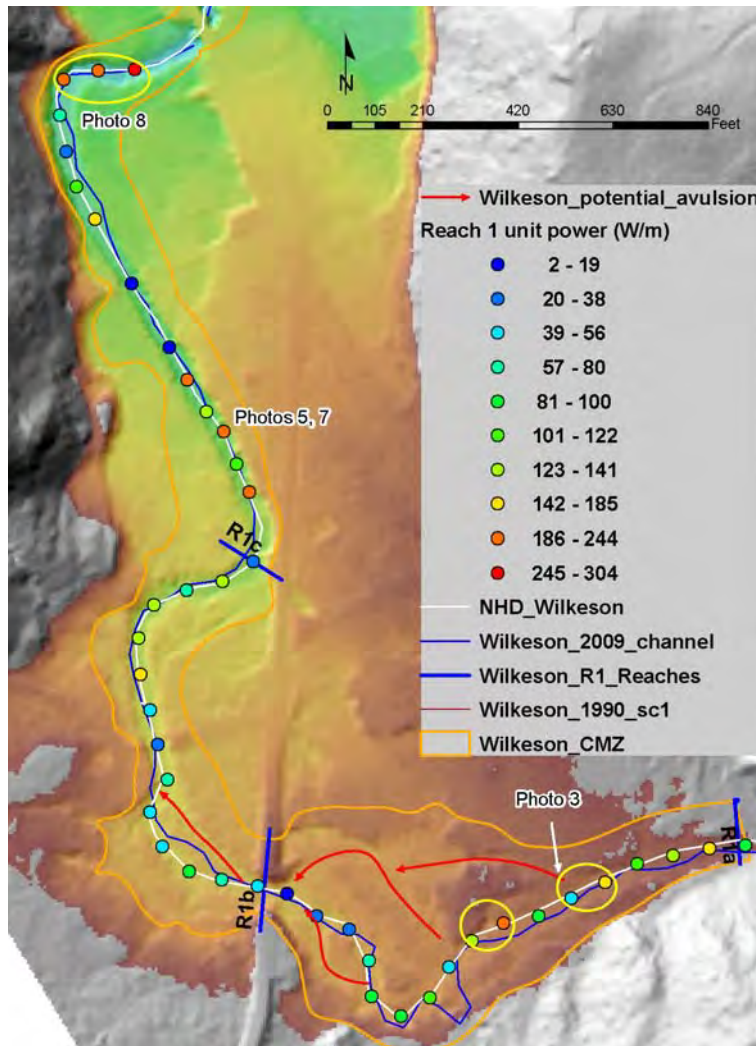 Photo 8
N
0 105 210 420 630 840
Feet
Wilkeson_potential_avulsion
Reach 1 unit power (W/m)
2 - 19
20 - 38
39 - 56
57 - 80
81 - 100
101 - 122
123 - 141
142 - 185
186 - 244
245 - 304
NHD_Wilkeson
Wilkeson_2009_channel
Wilkeson_R1_Reaches
Wilkeson_1990_sc1
Wilkeson_CMZ
Photos 5, 7
R1c
Photo 3
R1a
R1b